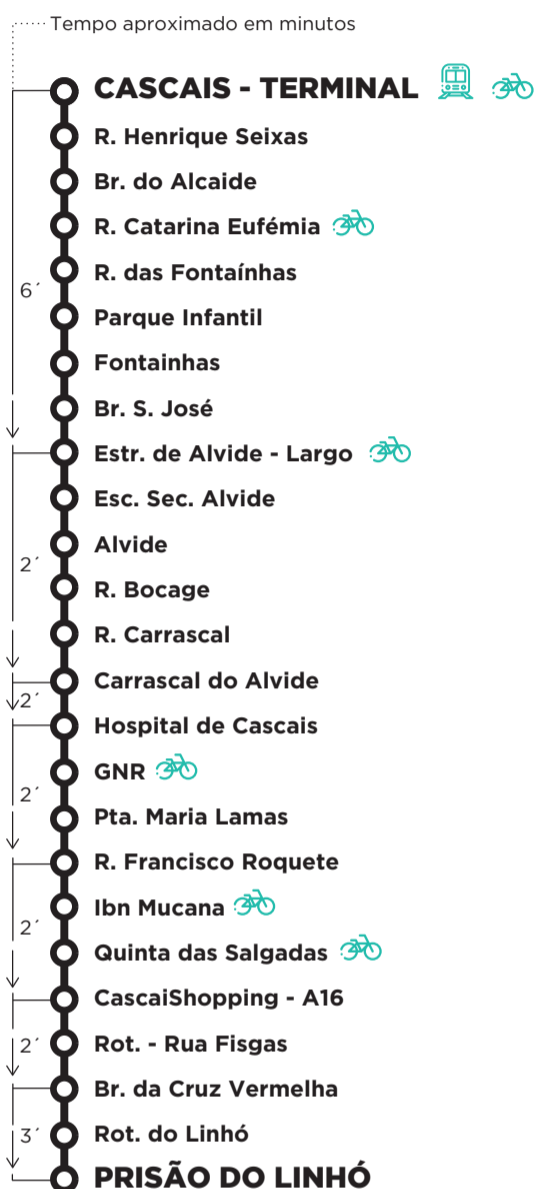 Tempo aproximado em minutos
CASCAIS - TERMINAL
R. Henrique Seixas
Br. do Alcaide
R. Catarina Eufémia
R. das Fontaínhas
6´
Parque Infantil
Fontainhas
Br. S. José
Estr. de Alvide - Largo
Esc. Sec. Alvide
Alvide
2´
R. Bocage
R. Carrascal
Carrascal do Alvide
2´
Hospital de Cascais
GNR
2´
Pta. Maria Lamas
R. Francisco Roquete
Ibn Mucana
2´
Quinta das Salgadas
CascaiShopping - A16
2´
Rot. - Rua Fisgas
Br. da Cruz Vermelha
3´
Rot. do Linhó
PRISÃO DO LINHÓ